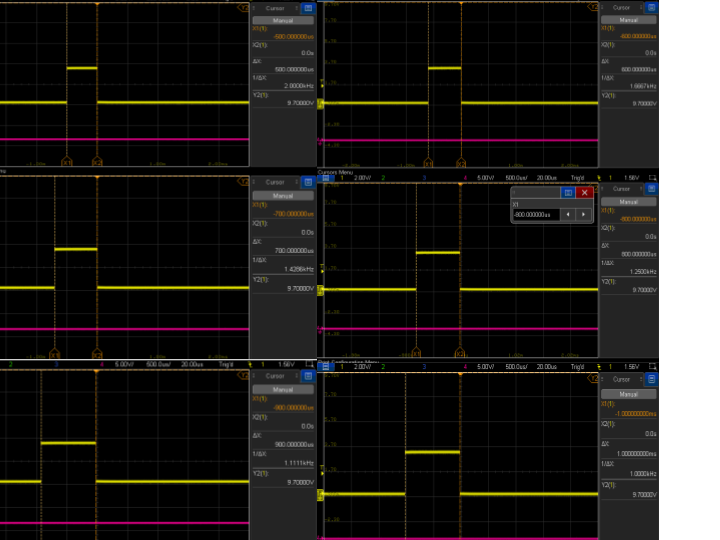 Cursor
Manual
X1(1):
-500.000000us
X2(1):
0.0s
ΔX:
500.000000us
1/ΔX:
2.0000kHz
Y2(1):
9.70000V
X1
X2
Cursor
Manual
X1(1):
-600.000000us
X2(1):
0.0s
ΔX:
600.000000us
1/ΔX:
1.6667kHz
Y2(1):
9.70000V
X1
X2
Cursor
Manual
X1(1):
-700.000000us
X2(1):
0.0s
ΔX:
700.000000us
1/ΔX:
1.4286kHz
Y2(1):
9.70000V
X1
X2
Cursors Menu
1 2.00V/ 2 3 4 5.00V/ 500.0us/ 20.00us Trig'd 1 1.56V
Cursor
Manual
X1
-800.000000us
X1(1):
-800.000000us
X2(1):
0.0s
ΔX:
800.000000us
1/ΔX:
1.2500kHz
Y2(1):
9.70000V
X1
X2
2 3 4 5.00V/ 500.0us/ 20.00us Trig'd 1 1.56V
Cursor
Manual
X1(1):
-900.000000us
X2(1):
0.0s
ΔX:
900.000000us
1/ΔX:
1.1111kHz
Y2(1):
9.70000V
1 2.00V/ 2 3 4 5.00V/ 500.0us/ 20.00us Trig'd 1 1.56V
Cursor
Manual
X1(1):
-1.00000000ms
X2(1):
0.0s
ΔX:
1.00000000ms
1/ΔX:
1.0000kHz
Y2(1):
9.70000V